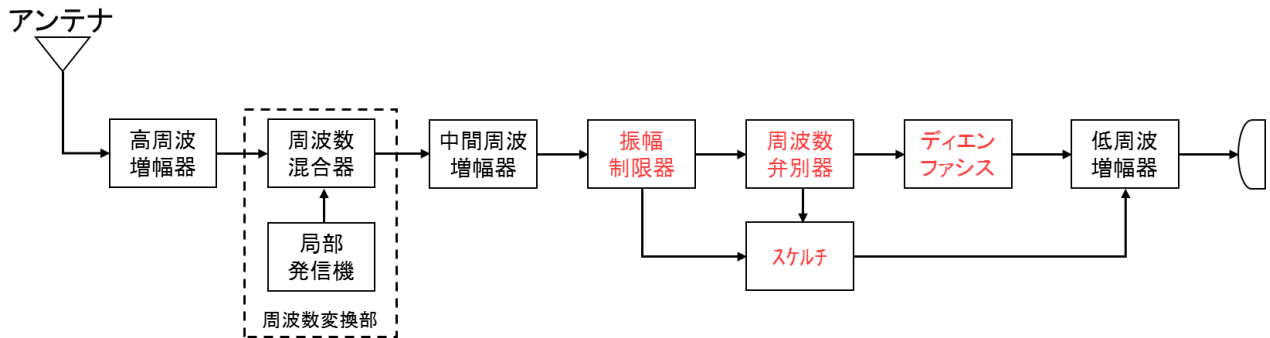 アンテナ
高周波
増幅器
周波数
混合器
局部
発信機
周波数変換部
中間周波
増幅器
振幅
制限器
周波数
弁別器
スケルチ
ディエン
ファシス
低周波
増幅器